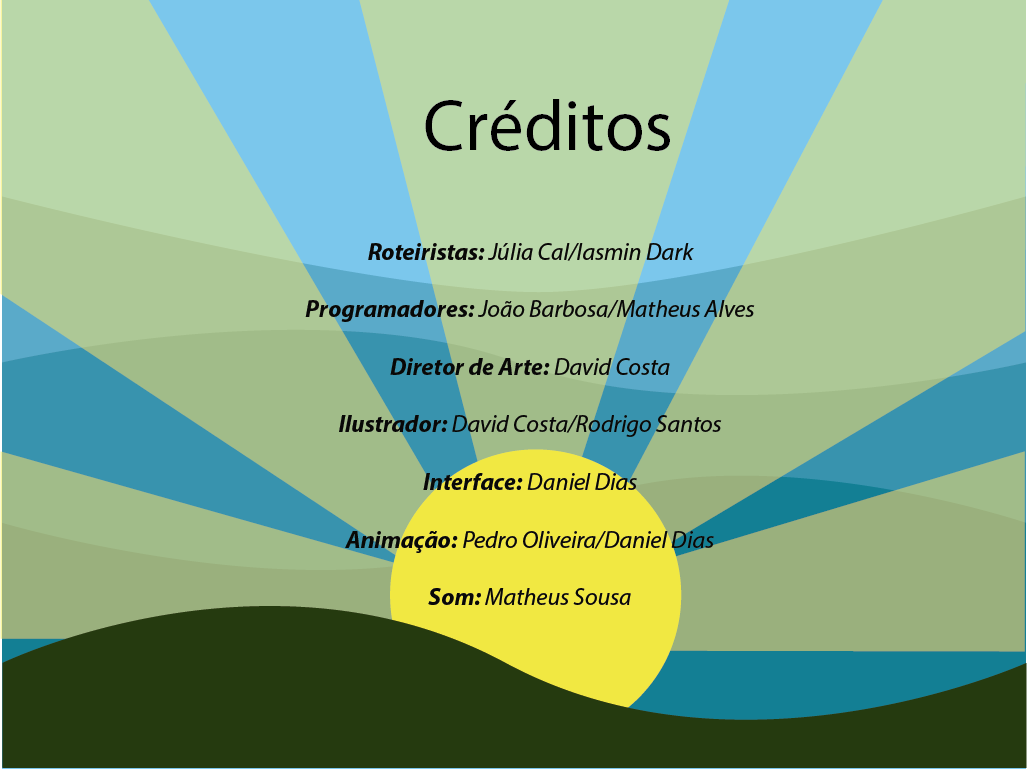 Créditos
Roteiristas: Júlia Cal/Iasmin Dark
Programadores: João Barbosa/Matheus Alves
Diretor de Arte: David Costa
Ilustrador: David Costa/Rodrigo Santos
Interface: Daniel Dias
Animação: Pedro Oliveira/Daniel Dias
Som: Matheus Sousa